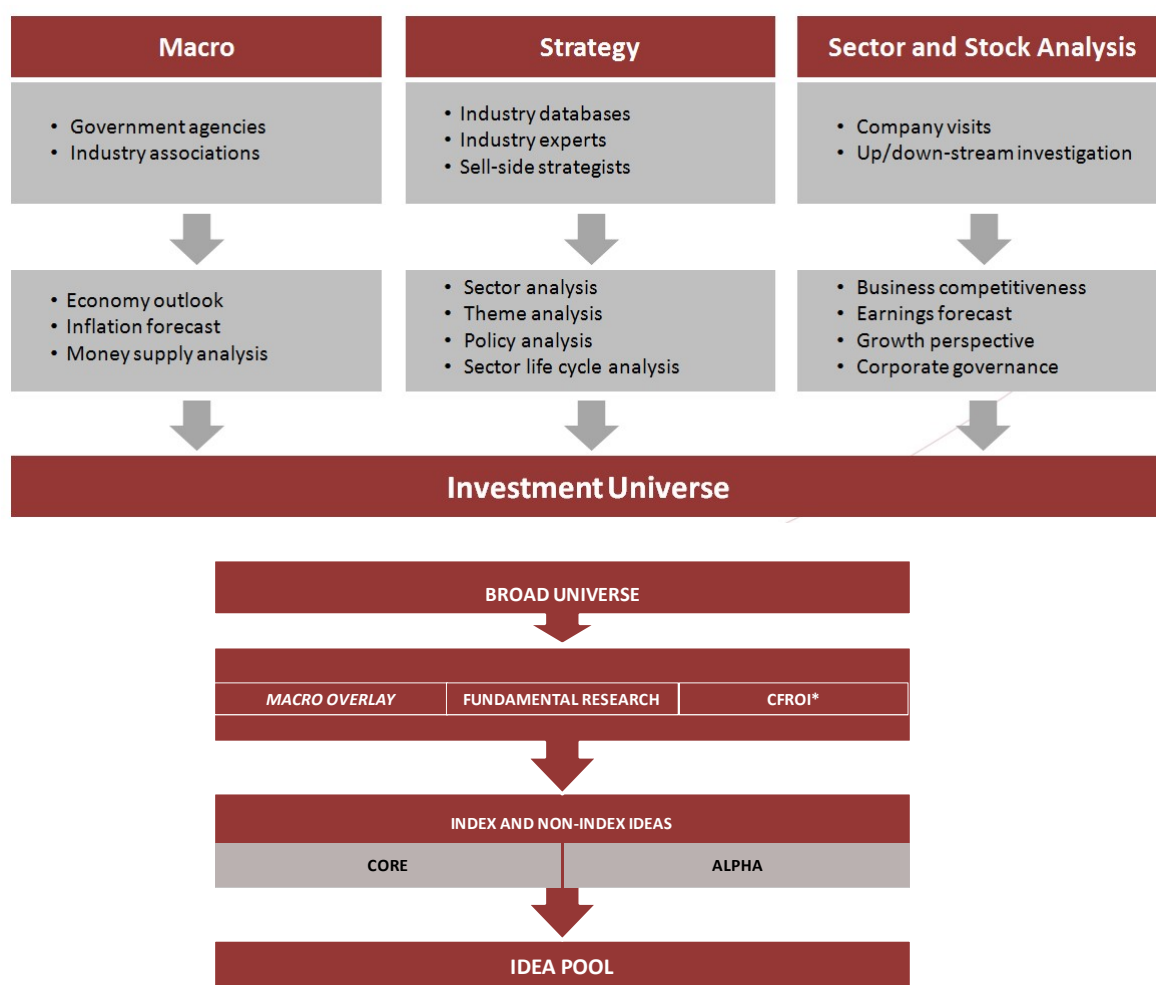 Macro
• Government agencies
• Industry associations
• Economy outlook
• Inflation forecast
• Money supply analysis
Strategy
• Industry databases
• Industry experts
• Sell-side strategists
• Sector analysis
• Theme analysis
• Policy analysis
• Sector life cycle analysis
Sector and Stock Analysis
• Company visits
• Up/down-stream investigation
• Business competitiveness
• Earnings forecast
• Growth perspective
• Corporate governance
Investment Universe
BROAD UNIVERSE
MACRO OVERLAY
FUNDAMENTAL RESEARCH
CFROI*
INDEX AND NON-INDEX IDEAS
CORE
ALPHA
IDEA POOL